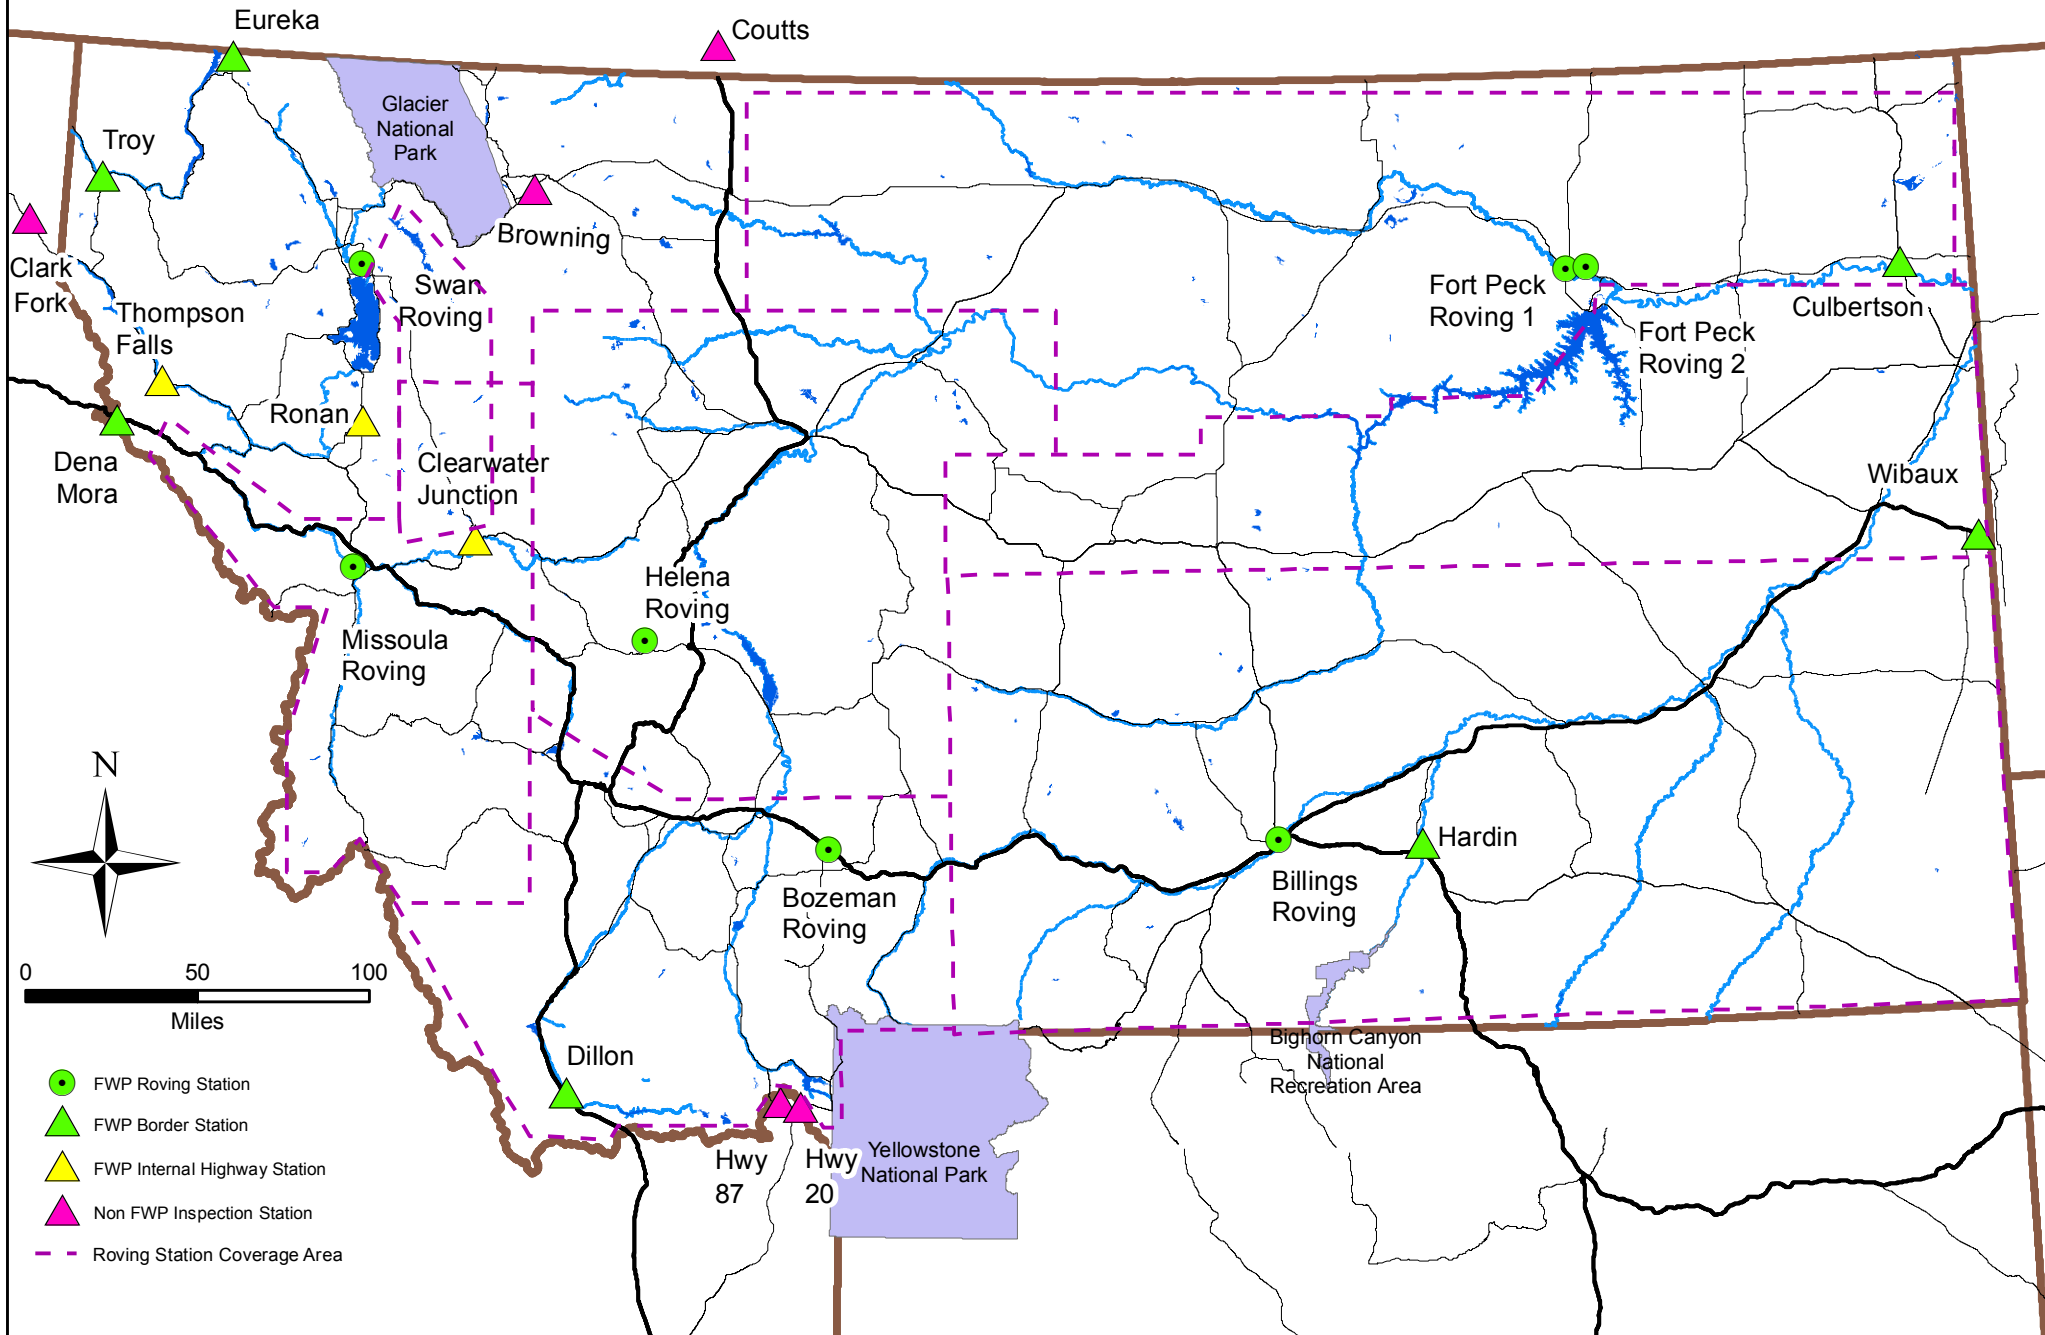 Eureka
Coutts
Glacier
National
Park
Troy
Browning
Clark
Fork
Swan
Roving
Thompson
Falls
Fort Peck
Roving 1
Culbertson
Fort Peck
Roving 2
Ronan
Dena
Mora
Clearwater
Junction
Wibaux
Helena
Roving
Missoula
Roving
N
Hardin
Billings
Roving
Bozeman
Roving
0 50 100
Miles
Dillon
Bighorn Canyon
National
Recreation Area
Hwy
87
Hwy
20
Yellowstone
National Park
FWP Roving Station
FWP Border Station
FWP Internal Highway Station
Non FWP Inspection Station
Roving Station Coverage Area